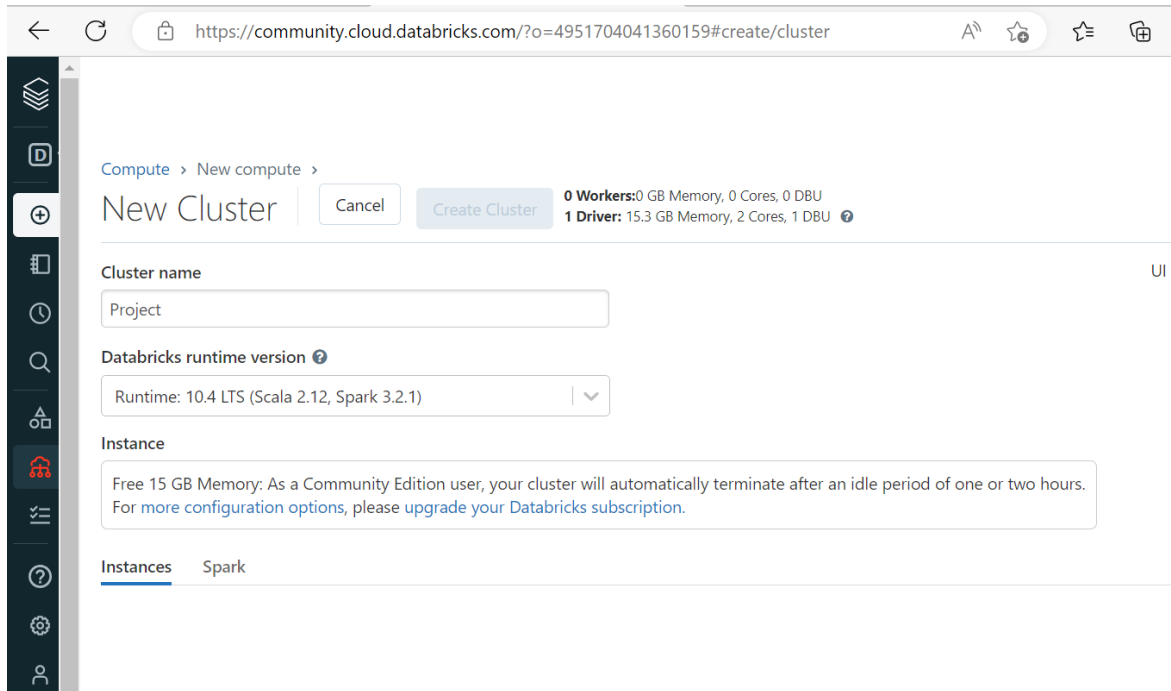 https://community.cloud.databricks.com/?o=4951704041360159#create/cluster
A
D
Compute > New compute >
New Cluster
Cancel
Create Cluster
0 Workers:0 GB Memory, 0 Cores, 0 DBU
1 Driver: 15.3 GB Memory, 2 Cores, 1 DBU ?
Cluster name
UI
Project
Databricks runtime version ?
Runtime: 10.4 LTS (Scala 2.12, Spark 3.2.1)
Instance
Free 15 GB Memory: As a Community Edition user, your cluster will automatically terminate after an idle period of one or two hours.
For more configuration options, please upgrade your Databricks subscription.
Instances Spark